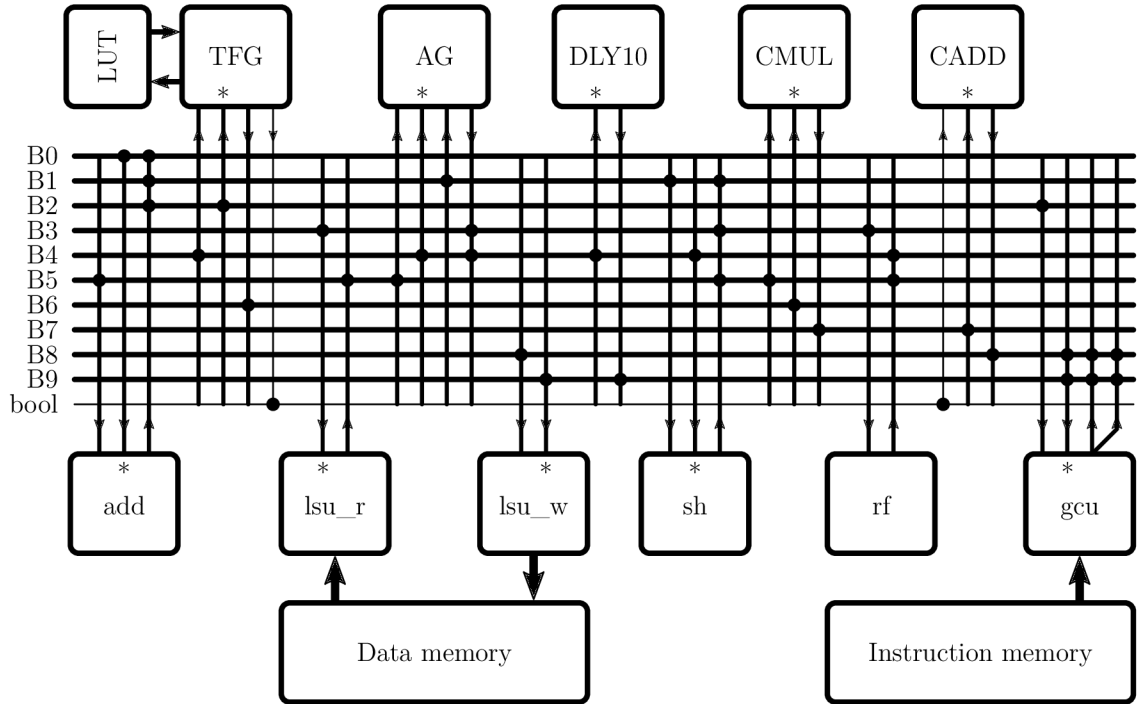 LUT
TFG
*
AG
*
DLY10
*
CMUL
*
CADD
*
B0
B1
B2
B3
B4
B5
B6
B7
B8
B9
bool
*
add
*
lsu_r
*
lsu_w
*
sh
rf
*
gcu
Data memory
Instruction memory